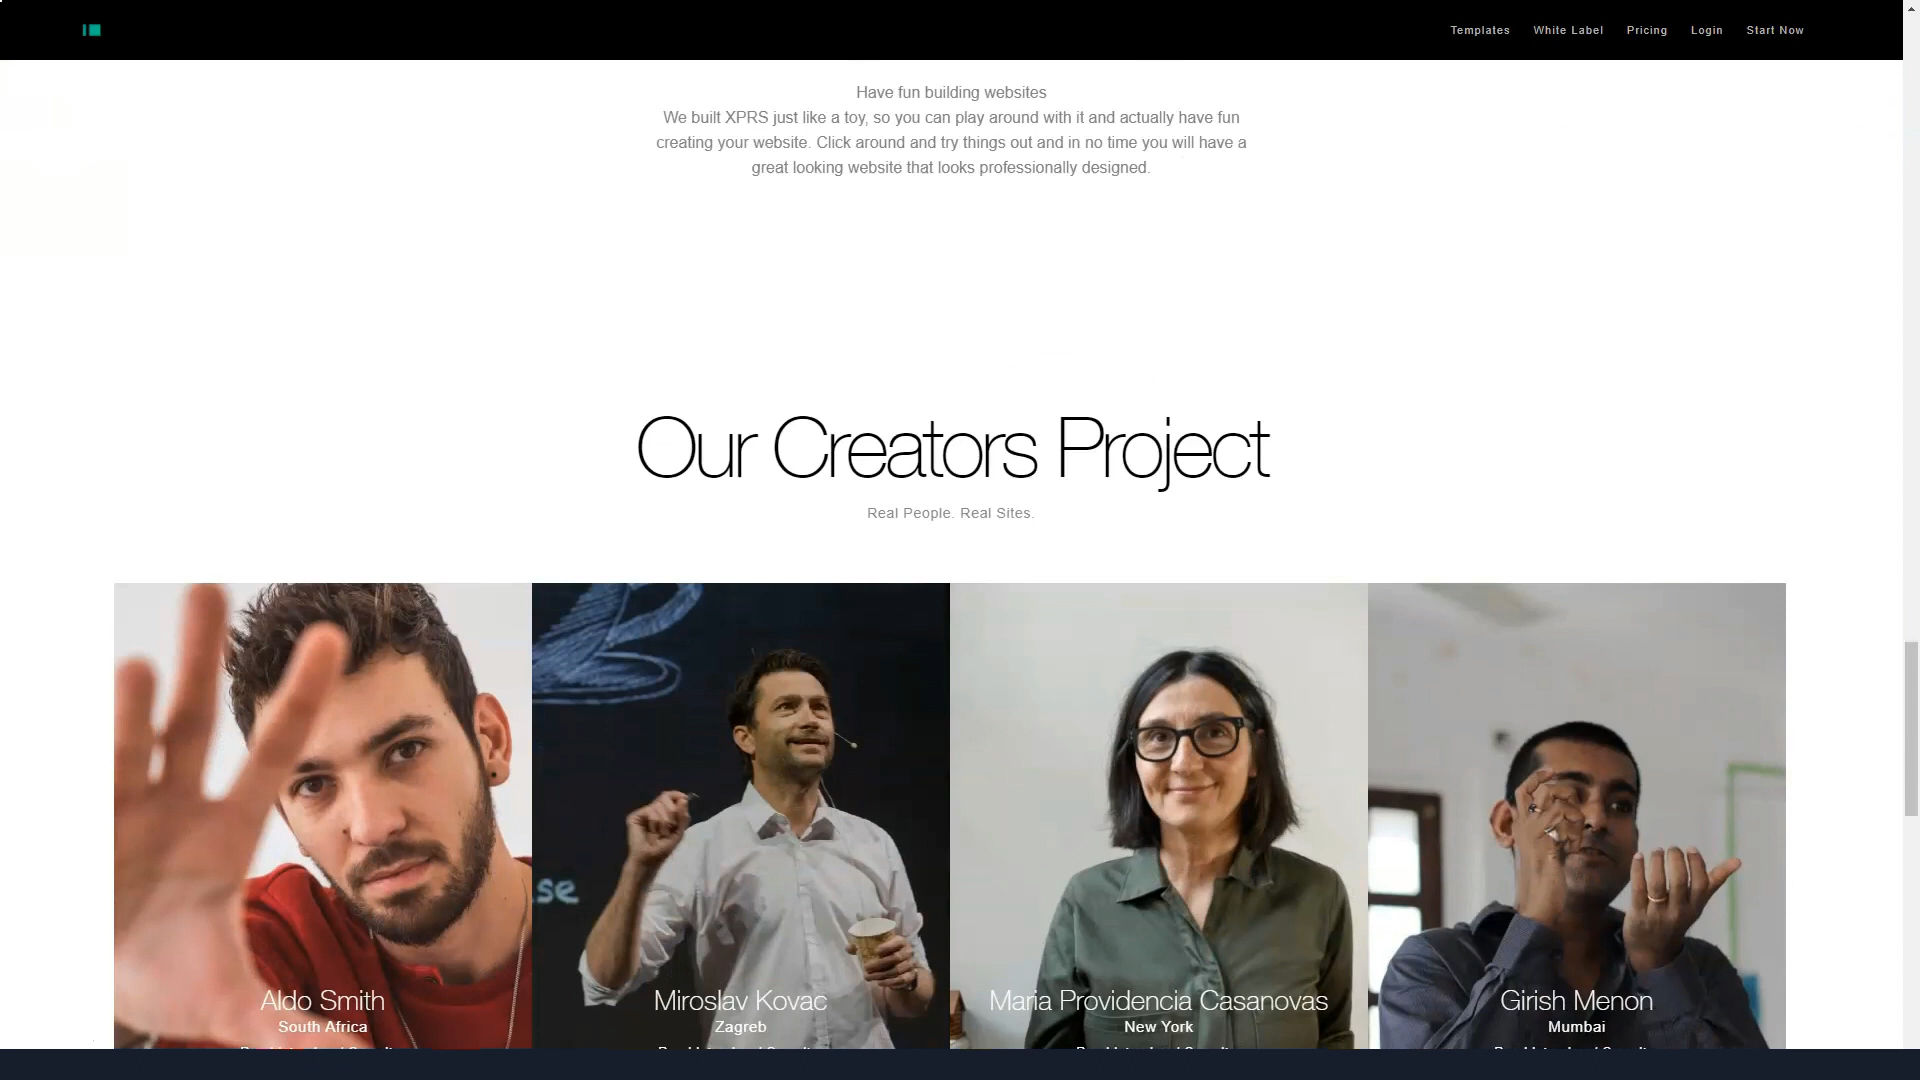 Templates White Label Pricing Login Start Now
Have fun building websites
We built XPRS just like a toy, so you can play around with it and actually have fun
creating your website. Click around and try things out and in no time you will have a
great looking website that looks professionally designed.
Our Creators Project
Real People. Real Sites.
se
Aldo Smith
South Africa
Miroslav Kovac
Zagreb
Maria Providencia Casanovas
New York
Girish Menon
Mumbai